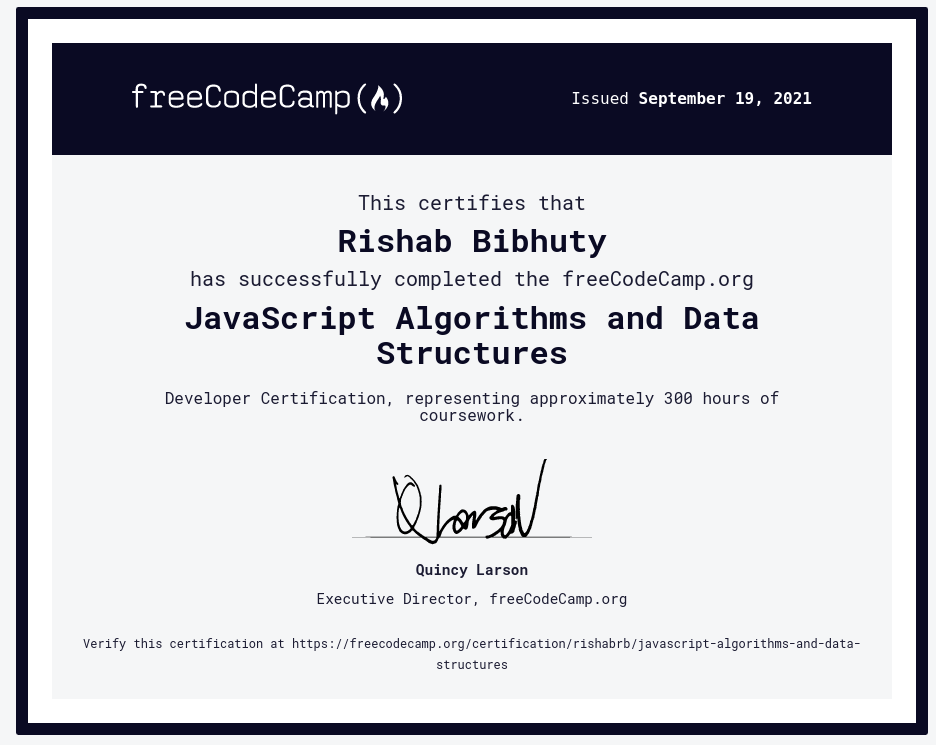 freeCodeCamp(🔥)
Issued September 19, 2021
This certifies that
Rishab Bibhuty
has successfully completed the freeCodeCamp.org
JavaScript Algorithms and Data
Structures
Developer Certification, representing approximately 300 hours of
coursework.
QLarson
Quincy Larson
Executive Director, freeCodeCamp.org
Verify this certification at https://freecodecamp.org/certification/rishabrb/javascript-algorithms-and-data-
structures